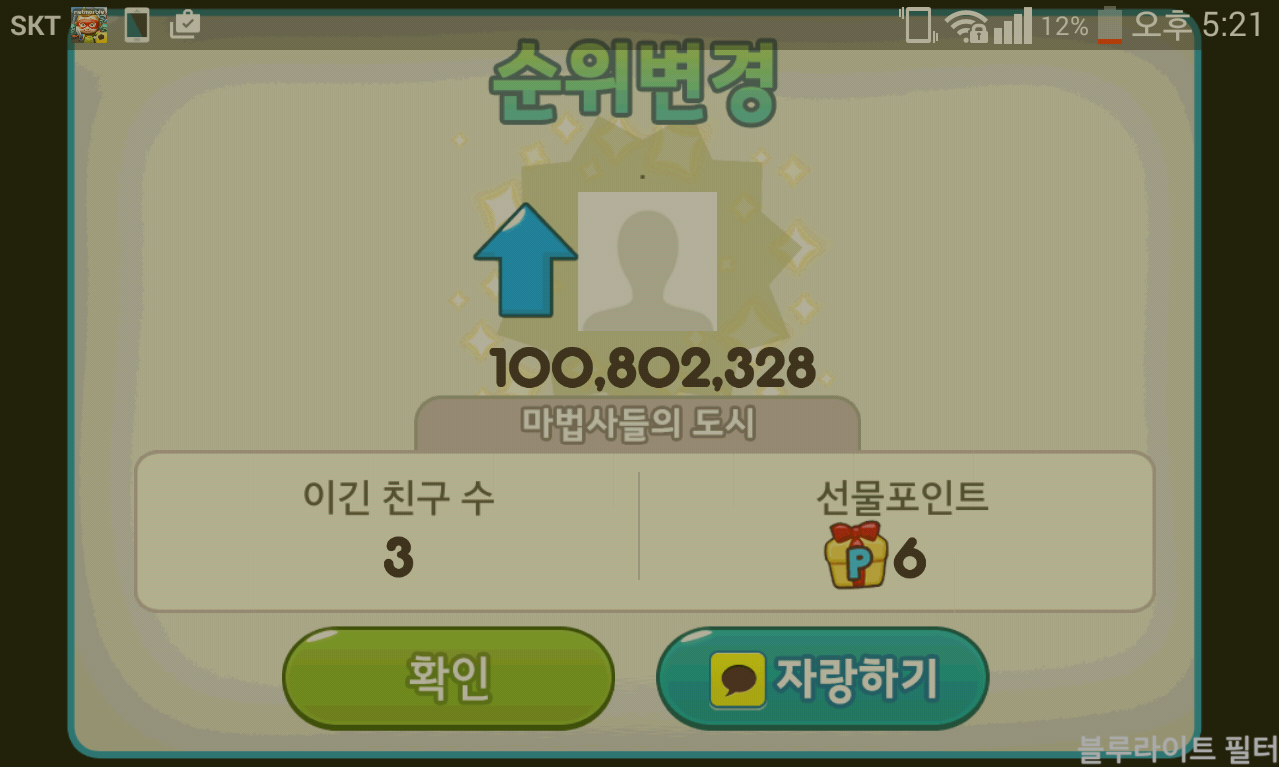 SKT 12% 오후 5:21
순위변경
100,802,328
마법사들의 도시
이긴 친구 수
3
선물포인트
P 6
확인
자랑하기
블루라이트 필터